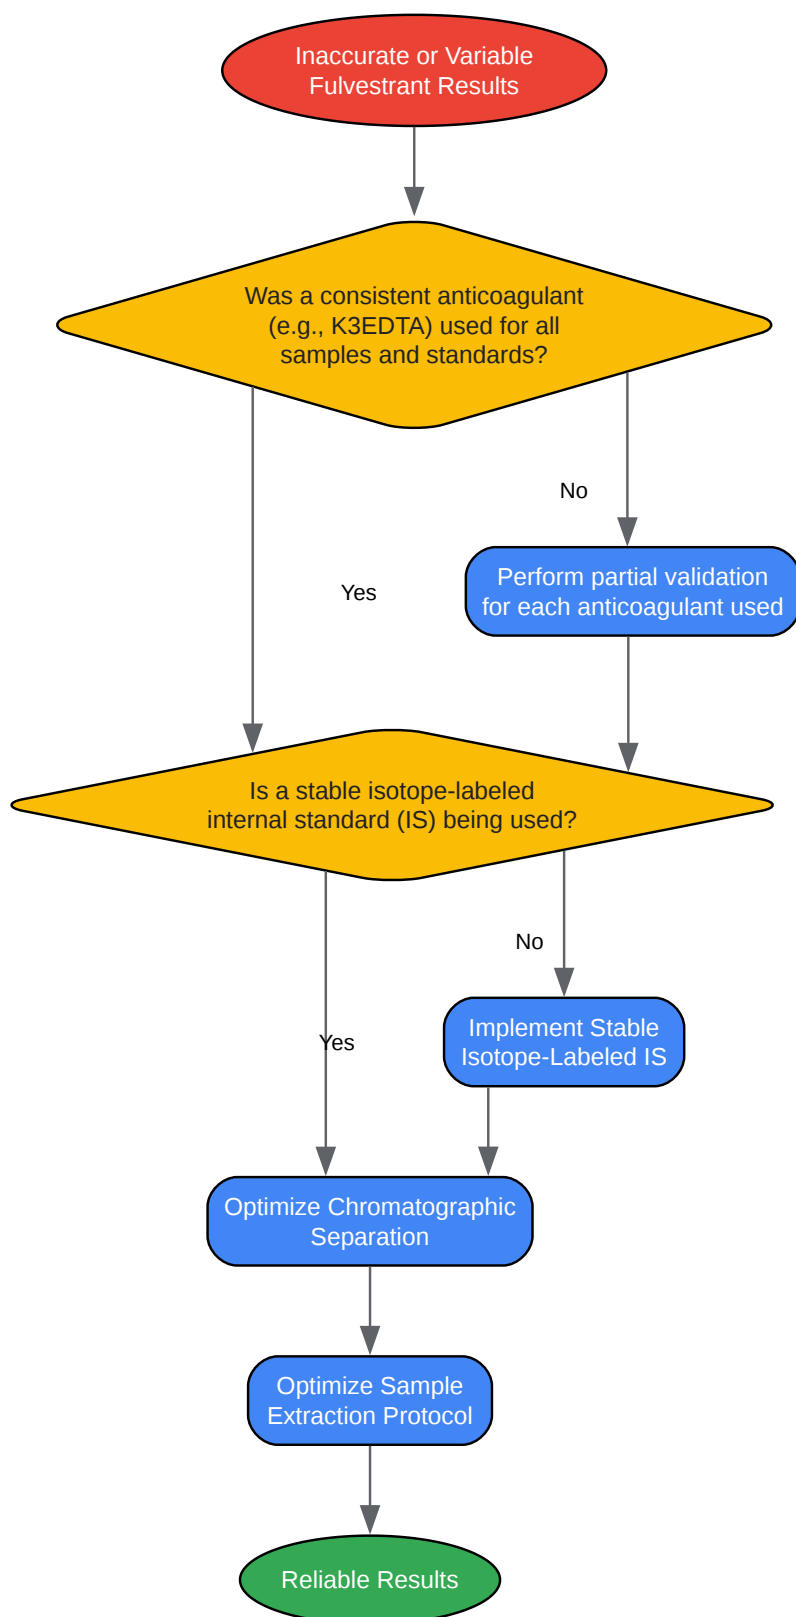 Inaccurate or Variable
Fulvestrant Results
Was a consistent anticoagulant
(e.g., K3EDTA) used for all
samples and standards?
No
Perform partial validation
for each anticoagulant used
Yes
Is a stable isotope-labeled
internal standard (IS) being used?
No
Implement Stable
Isotope-Labeled IS
Yes
Optimize Chromatographic
Separation
Optimize Sample
Extraction Protocol
Reliable Results